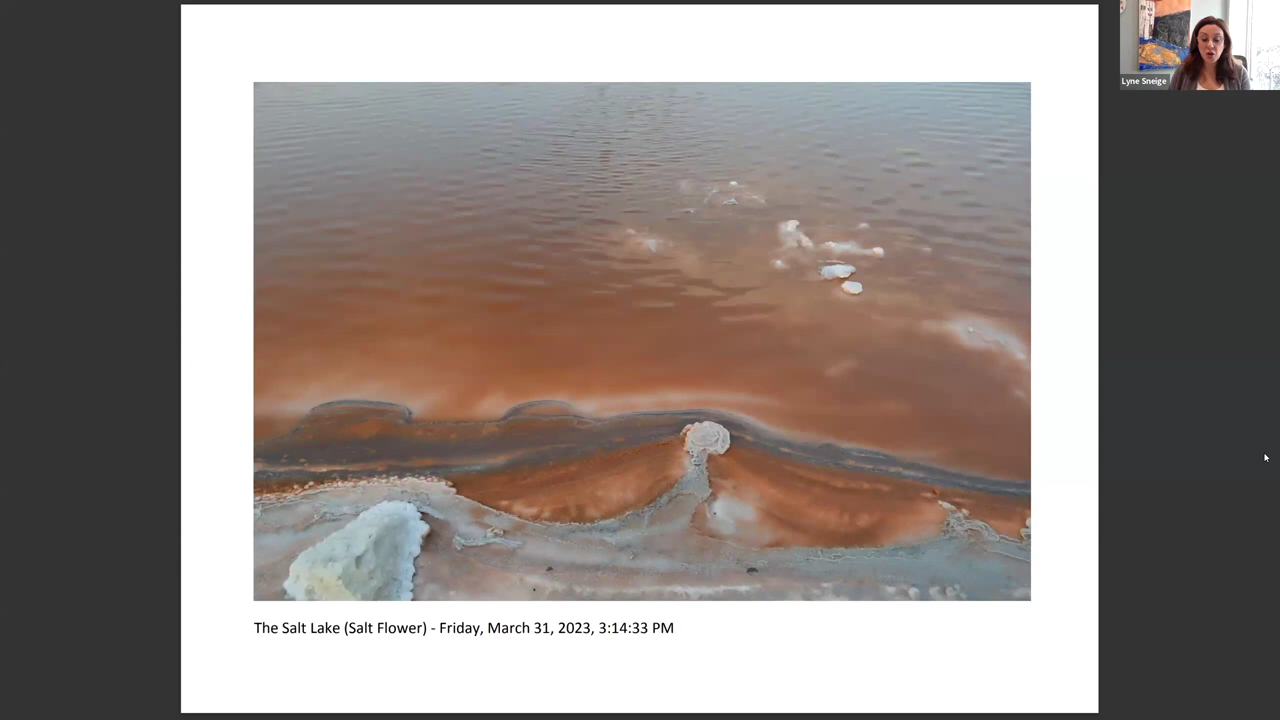 Lyne Sneige
The Salt Lake (Salt Flower) - Friday, March 31, 2023, 3:14:33 PM